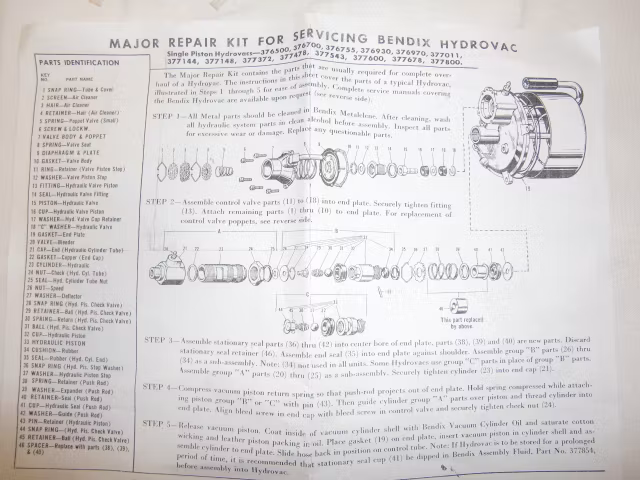 MAJOR REPAIR KIT FOR SERVICING BENDIX HYDROVAC
Single Piston Hydrovacs—376500, 376700, 376755, 376930, 376970, 377011,
377144, 377148, 377372, 377478, 377543, 377600, 377678, 377800.
PARTS IDENTIFICATION
KEY NO. PART NAME
1 SNAP RING—Tube & Cover
2 SCREEN—Air Cleaner
3 HAIR—Air Cleaner
4 RETAINER—Hair (Air Cleaner)
5 SPRING—Poppet Valve (Small)
6 SCREW & LOCKW.
7 VALVE BODY & POPPET
8 SPRING—Valve Seat
9 DIAPHRAGM & PLATE
10 GASKET—Valve Body
11 RING—Retainer (Valve Piston Stop)
12 WASHER—Valve Piston Stop
13 FITTING—Hydraulic Valve Piston
14 SEAL—Hydraulic Valve Fitting
15 PISTON—Hydraulic Valve
16 CUP—Hydraulic Valve Piston
17 WASHER—Hyd. Valve Cup Retainer
18 "C" WASHER—Hydraulic Valve
19 GASKET—End Plate
20 VALVE—Bleeder
21 CAP—End (Hydraulic Cylinder Tube)
22 GASKET—Copper (End Cap)
23 CYLINDER—Hydraulic
24 NUT—Check (Hyd. Cyl. Tube)
25 SEAL—Hyd. Cylinder Tube Nut
26 NUT—Speed
27 WASHER—Deflector
28 SNAP RING (Hyd. Pis. Check Valve)
29 RETAINER—Ball (Hyd. Pis. Check Valve)
30 SPRING—Return (Hyd. Pis. Check Valve)
31 BALL (Hyd. Pis. Check Valve)
32 CUP—Hydraulic Piston
33 HYDRAULIC PISTON
34 CUSHION—Rubber
35 SEAL—Rubber (Hyd. Cyl. End)
36 SNAP RING (Hyd. Pis. Stop Washer)
37 WASHER—Hydraulic Piston Stop
38 SPRING—Retainer (Push Rod)
39 WASHER—Expander (Push Rod)
40 RETAINER—Seal (Push Rod)
41 CUP—Hydraulic Seal (Push Rod)
42 WASHER—Guide (Push Rod)
43 PIN—Retainer (Hydraulic Piston)
44 SNAP RING—(Hyd. Pis. Check Valve)
45 RETAINER—Ball (Hyd. Pis. Check Valve)
46 SPACER—Replace with parts (38), (39), & (40)
The Major Repair Kit contains the parts that are usually required for complete overhaul of a Hydrovac. The instructions in this sheet cover the parts of a typical Hydrovac,
illustrated in Steps 1 through 5 for ease of assembly. Complete service manuals covering
the Bendix Hydrovac are available upon request (see reverse side).
STEP 1—All Metal parts should be cleaned in Bendix Metalclene. After cleaning, wash
all hydraulic system parts in clean alcohol before assembly. Inspect all parts
for excessive wear or damage. Replace any questionable parts.
STEP 2—Assemble control valve parts (11) to (18) into end plate. Securely tighten fitting
(13). Attach remaining parts (1) thru (10) to end plate. For replacement of
control valve poppets, see reverse side.
This part replaced
by above.
STEP 3—Assemble stationary seal parts (36) thru (42) into center bore of end plate, parts (38), (39) and (40) are new parts. Discard
stationary seal retainer (46). Assemble end seal (35) into end plate against shoulder. Assemble group "B" parts (26) thru
(34) as a sub-assembly. Note: (34) not used in all units. Some Hydrovacs use group "C" parts in place of group "B" parts.
Assemble group "A" parts (20) thru (25) as a sub-assembly. Securely tighten cylinder (23) into end cap (21).
STEP 4—Compress vacuum piston return spring so that push-rod projects out of end plate. Hold spring compressed while attaching piston group "B" or "C" with pin (43). Then guide cylinder group "A" parts over piston and thread cylinder into
end plate. Align bleed screw in end cap with bleed screw in control valve and securely tighten check nut (24).
STEP 5—Release vacuum piston. Coat inside of vacuum cylinder shell with Bendix Vacuum Cylinder Oil and saturate cotton
wicking and leather piston packing in oil. Place gasket (19) on end plate, insert vacuum piston in cylinder shell and assemble cylinder to end plate. Slide hose back in position on control tube. Note: If Hydrovac is to be stored for a prolonged
period of time, it is recommended that stationary seal cup (41) be dipped in Bendix Assembly Fluid, Part No. 377854,
before assembly into Hydrovac.